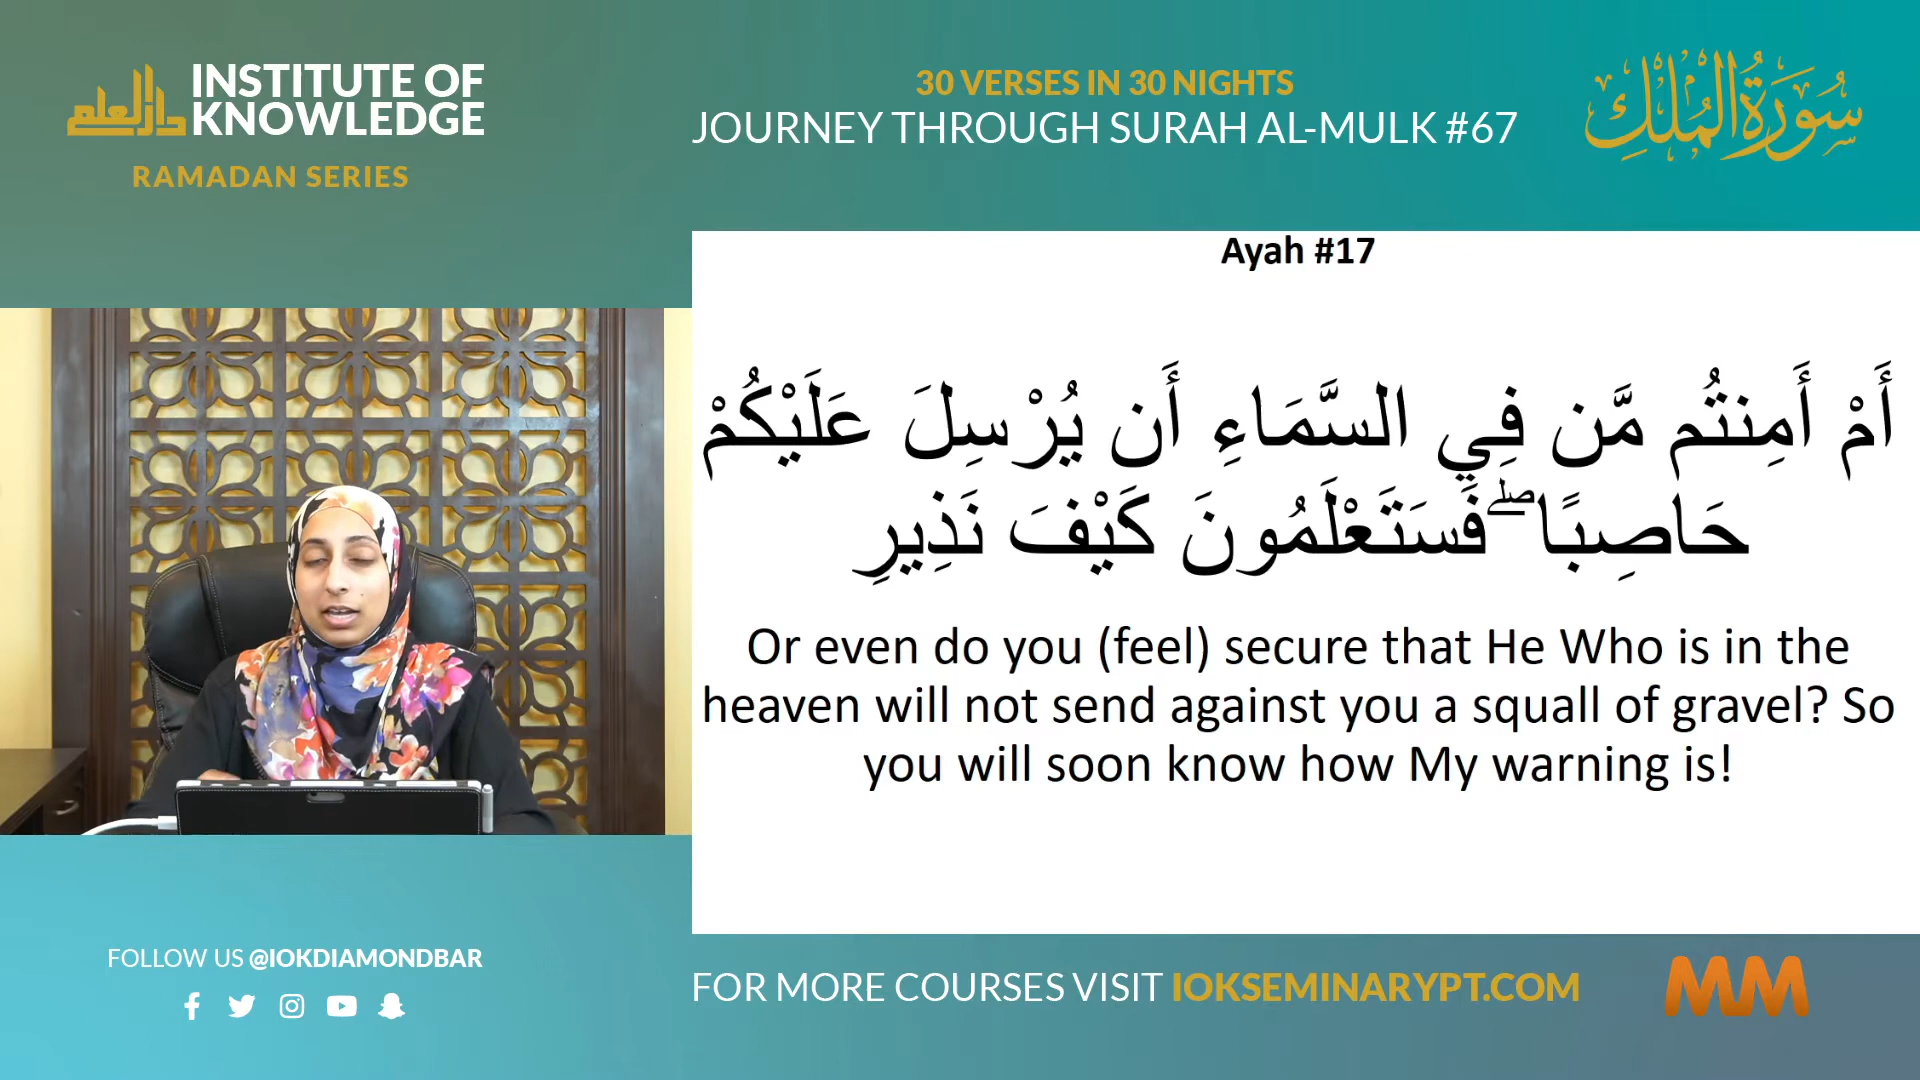 دار العلم
INSTITUTE OF
KNOWLEDGE
RAMADAN SERIES
30 VERSES IN 30 NIGHTS
JOURNEY THROUGH SURAH AL-MULK #67
سُورَةُ المُلْكِ
Ayah #17
أَمْ أَمِنتُم مَّن فِي السَّمَاءِ أَن يُرْسِلَ عَلَيْكُمْ
حَاصِبًا ۖ فَسَتَعْلَمُونَ كَيْفَ نَذِيرِ
Or even do you (feel) secure that He Who is in the
heaven will not send against you a squall of gravel? So
you will soon know how My warning is!
FOLLOW US @IOKDIAMONDBAR
FOR MORE COURSES VISIT IOKSEMINARYPT.COM
MM